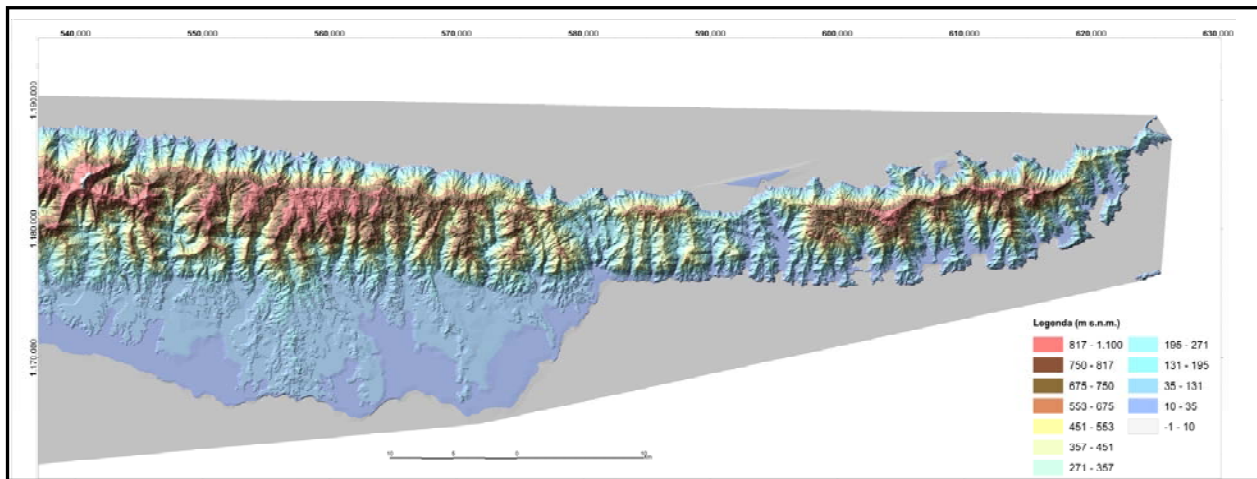 540,000 550,000 560,000 570,000 580,000 590,000 600,000 610,000 620,000 630,000
1.190,000
1.180,000
1.170,000
Legenda (m s.n.m.)
817 - 1.100 195 - 271
750 - 817 131 - 195
675 - 750 35 - 131
553 - 675 10 - 35
451 - 553 -1 - 10
357 - 451
271 - 357
10 5 0 10